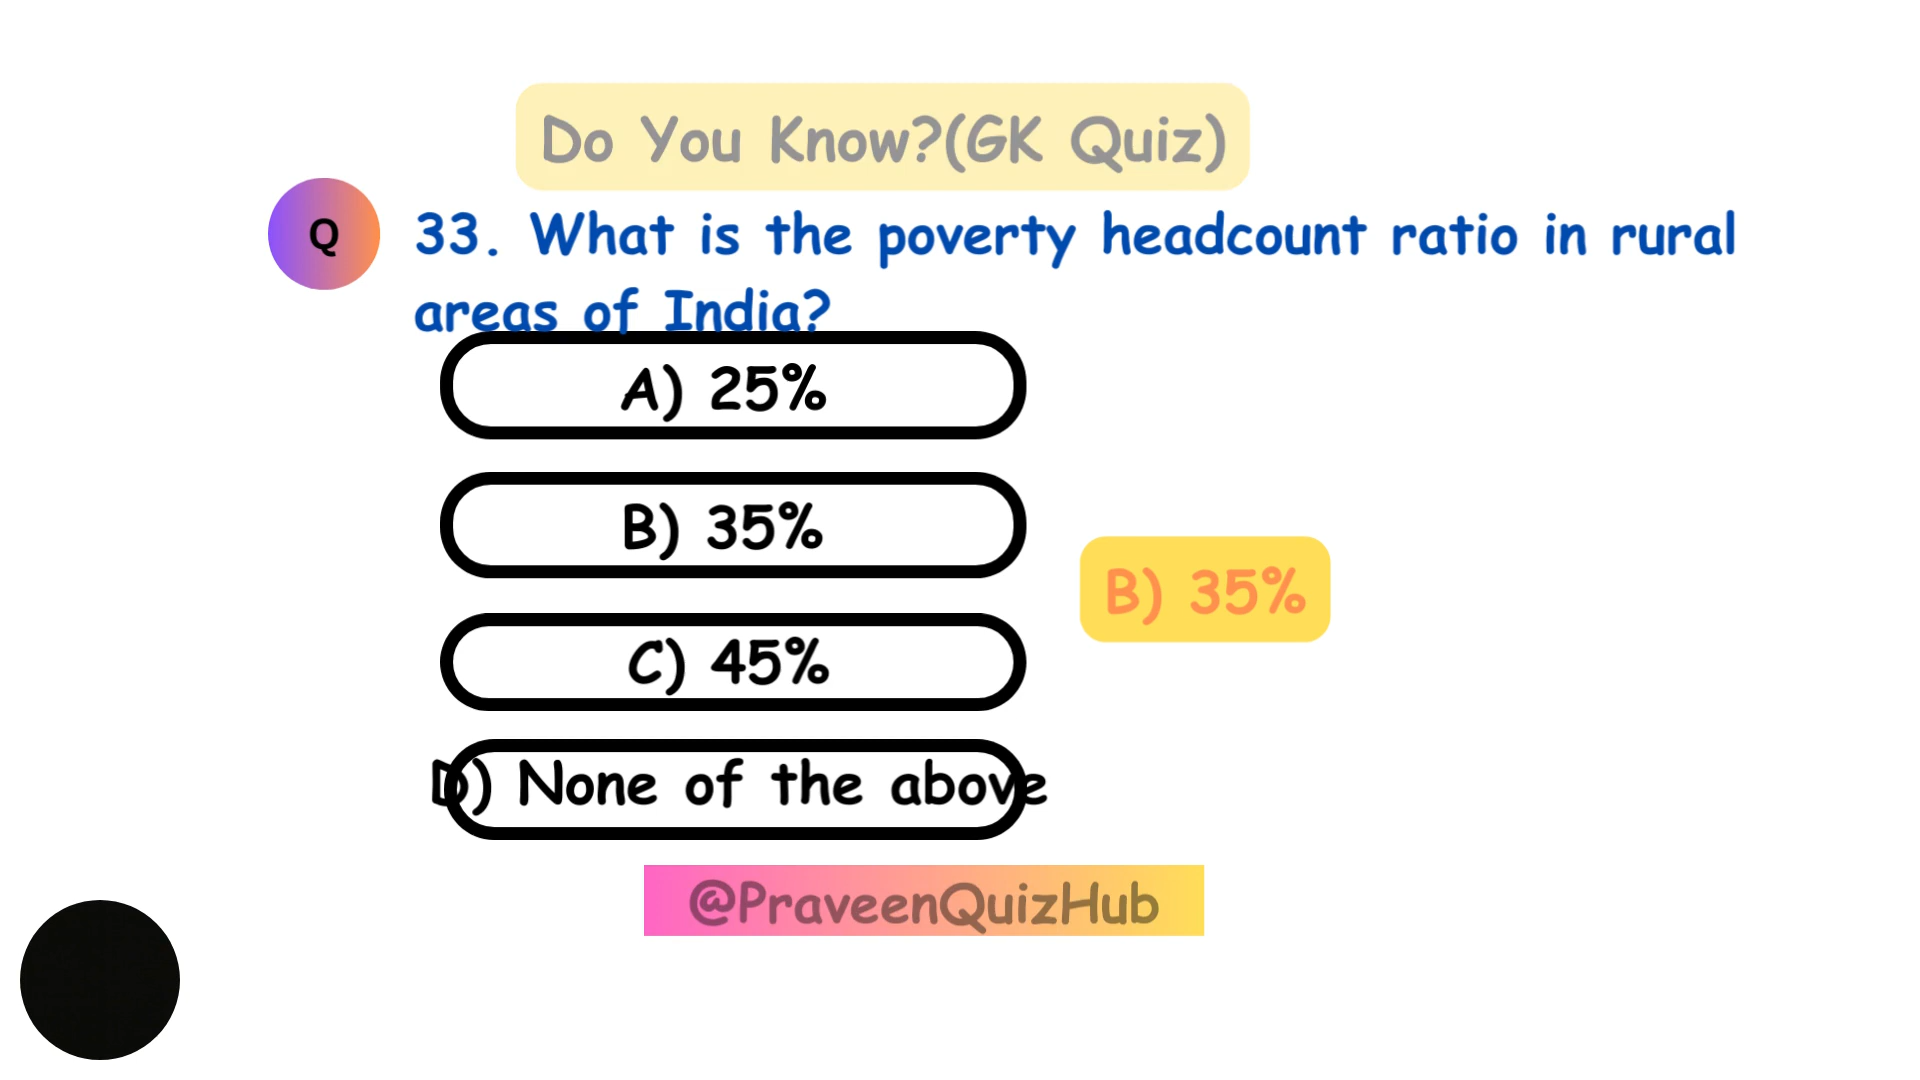 Do You Know?(GK Quiz)
Q
33. What is the poverty headcount ratio in rural
areas of India?
A) 25%
B) 35%
B) 35%
C) 45%
D) None of the above
@PraveenQuizHub